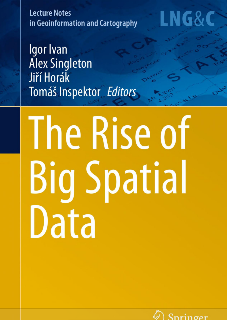 Lecture Notes
in Geoinformation and Cartography
LNG&C
Igor Ivan
Alex Singleton
Jiří Horák
Tomáš Inspektor Editors
The Rise of
Big Spatial
Data
Springer